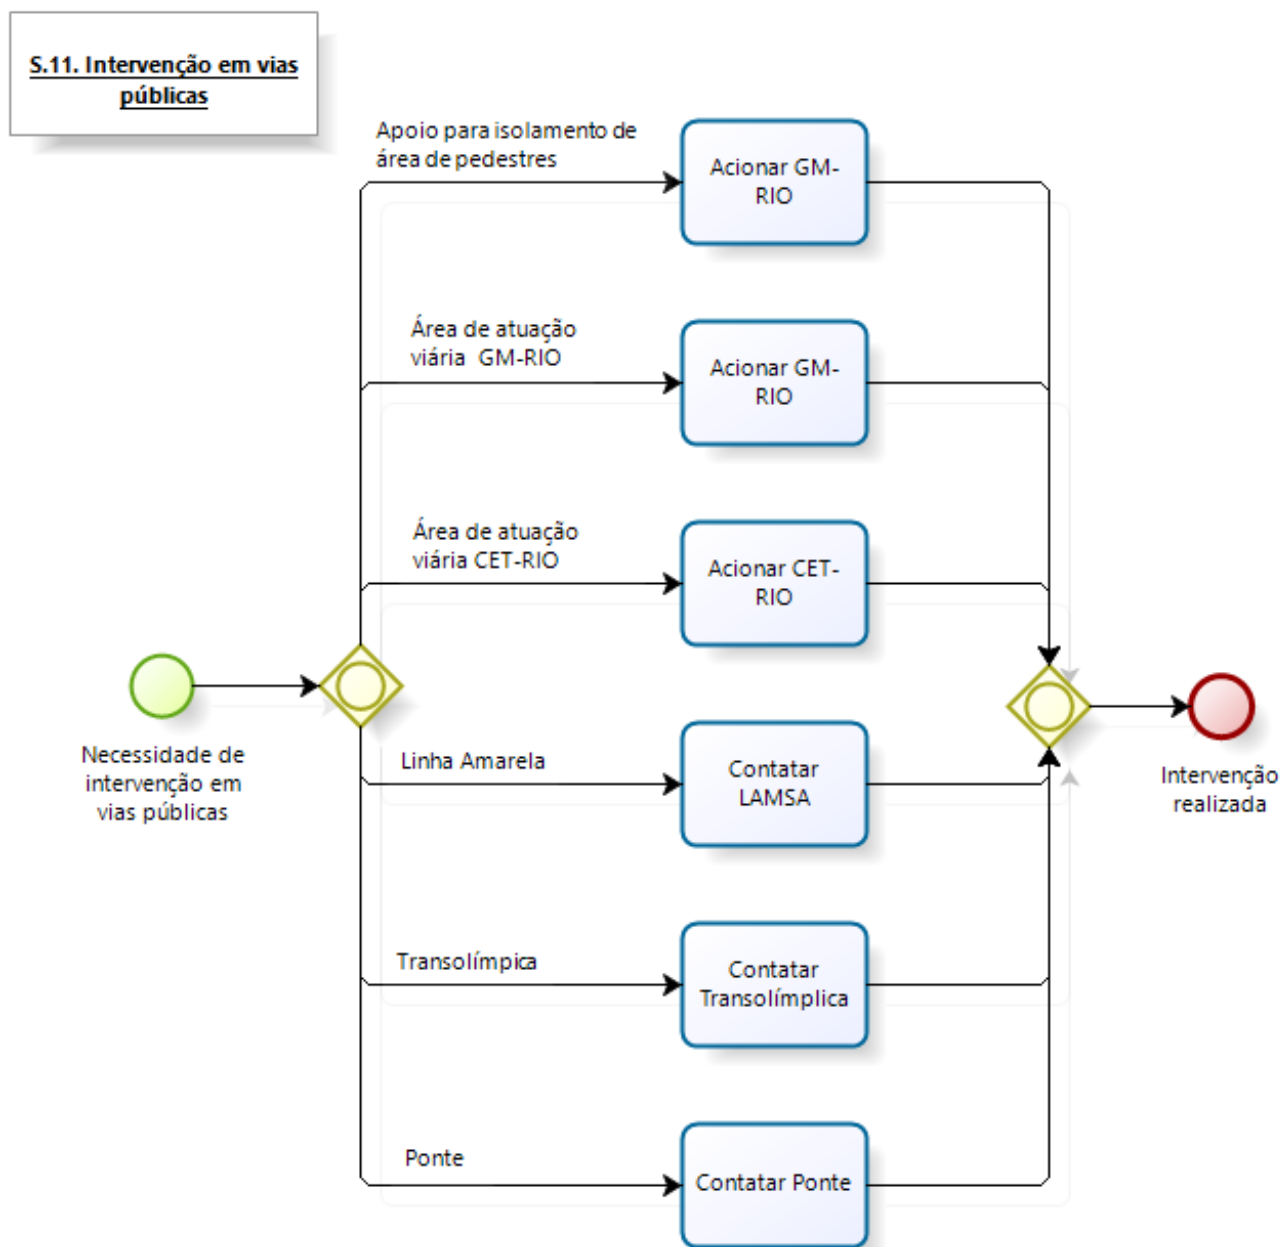 S.11. Intervenção em vias
públicas
Apoio para isolamento de
área de pedestres
Acionar GM-
RIO
Área de atuação
viária  GM-RIO
Acionar GM-
RIO
Área de atuação
viária CET-RIO
Acionar CET-
RIO
Necessidade de
intervenção em
vias públicas
Linha Amarela
Contatar
LAMSA
Intervenção
realizada
Transolímpica
Contatar
Transolímplica
Ponte
Contatar Ponte